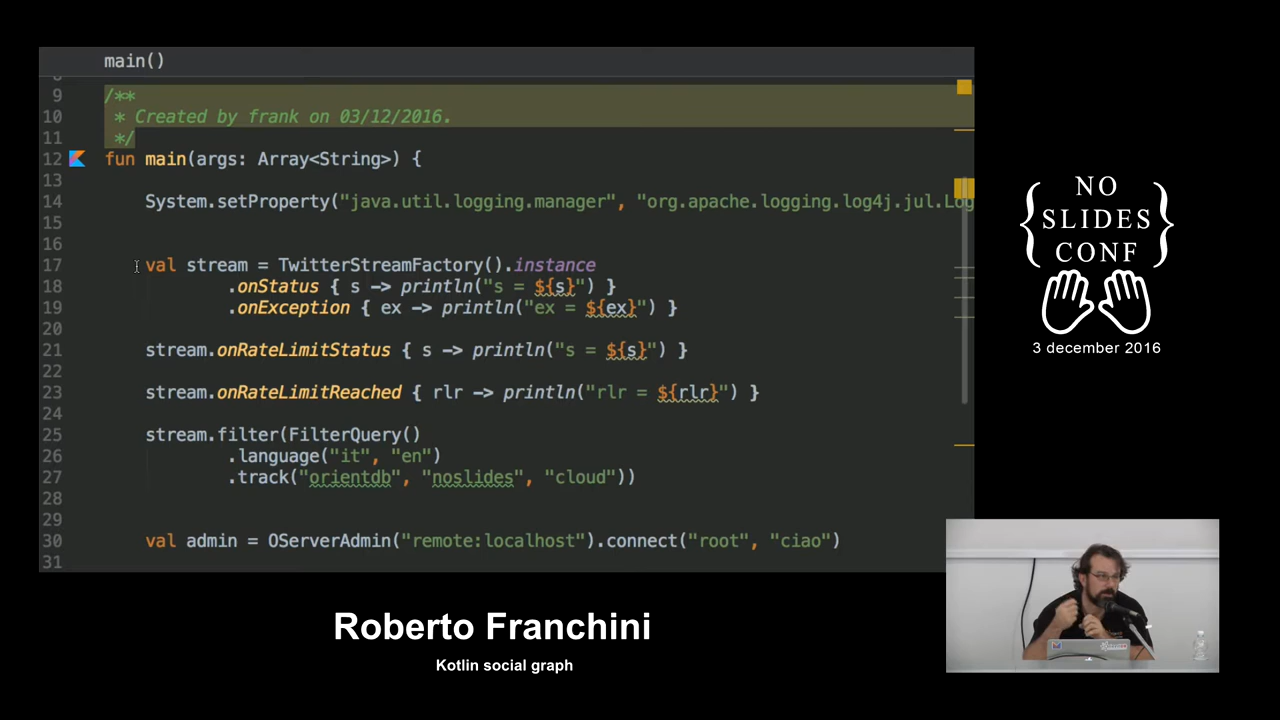 main()
9 /**
10 * Created by frank on 03/12/2016.
11 */
12 fun main(args: Array<String>) {
13
14 System.setProperty("java.util.logging.manager", "org.apache.logging.log4j.jul.Log
15
16
17 val stream = TwitterStreamFactory().instance
18 .onStatus { s -> println("s = ${s}") }
19 .onException { ex -> println("ex = ${ex}") }
20
21 stream.onRateLimitStatus { s -> println("s = ${s}") }
22
23 stream.onRateLimitReached { rlr -> println("rlr = ${rlr}") }
24
25 stream.filter(FilterQuery()
26 .language("it", "en")
27 .track("orientdb", "noslides", "cloud"))
28
29
30 val admin = OServerAdmin("remote:localhost").connect("root", "ciao")
31
NO
SLIDES
CONF
3 december 2016
Roberto Franchini
Kotlin social graph